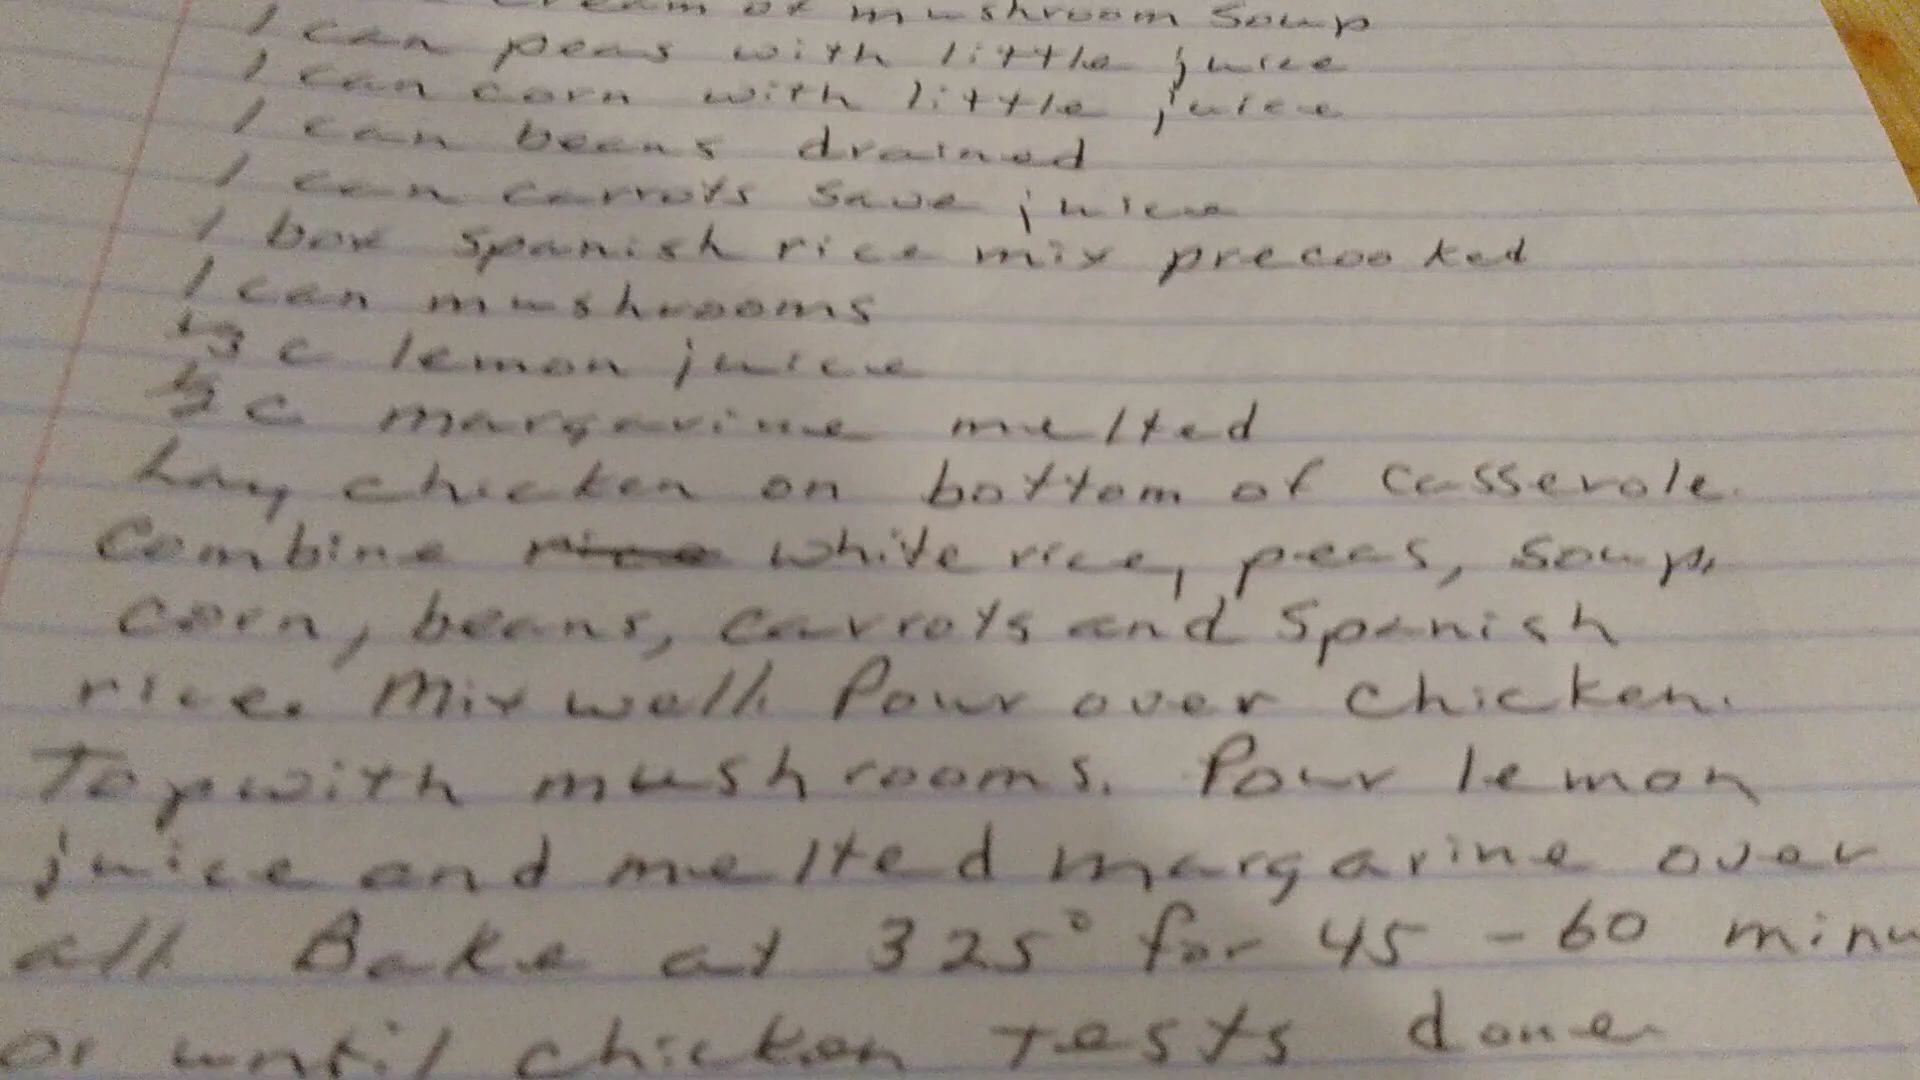 cream of mushroom soup
1 can peas with little juice
1 can corn with little juice
1 can beans drained
1 can carrots save juice
1 box spanish rice mix precooked
1 can mushrooms
1/3 c lemon juice
1/2 c margarine melted
Lay chicken on bottom of casserole.
Combine rice white rice, peas, soup,
corn, beans, carrots and Spanish
rice. Mix well. Pour over chicken.
Top with mushrooms. Pour lemon
juice and melted margarine over
all. Bake at 325° for 45 - 60 minu
or until chicken tests done